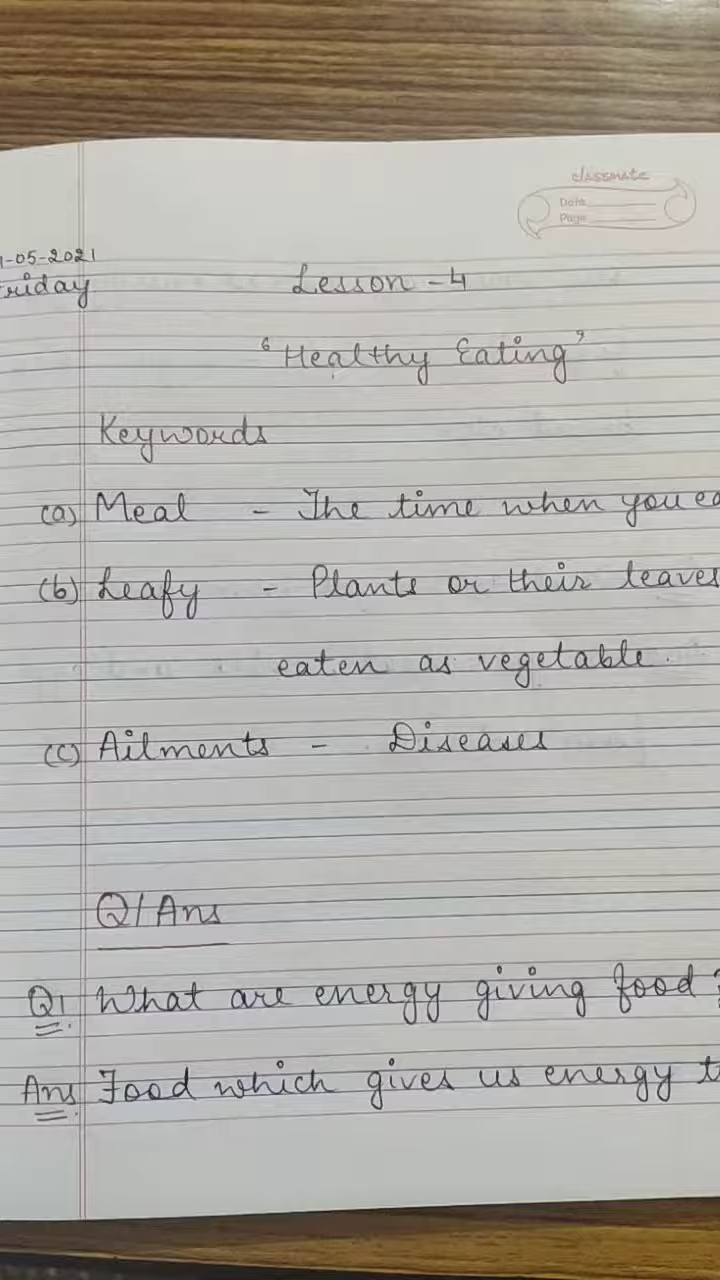 classmate
Date
Page
1-05-2021
riday
Lesson - 4
"Healthy Eating"
Keywords
(a) Meal - The time when you ea
(b) Leafy - Plants or their leaves
eaten as vegetable.
(c) Ailments - Diseases
Q/Ans
Q1 What are energy giving food?
Ans Food which gives us energy t